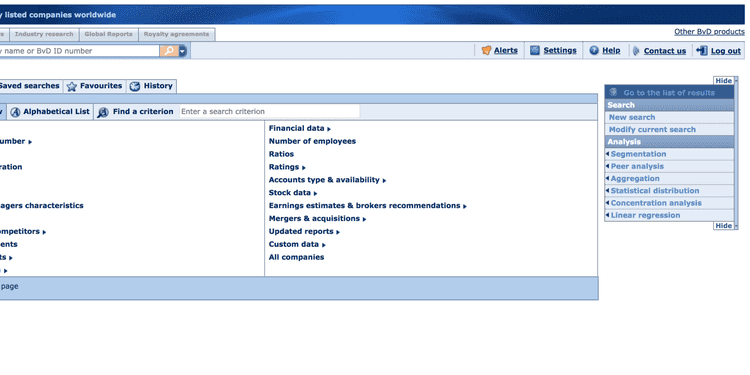 y listed companies worldwide
Other BvD products
Industry research Global Reports Royalty agreements
y name or BvD ID number
Alerts Settings Help Contact us Log out
Saved searches Favourites History
Hide
Go to the list of results
Search
New search
Modify current search
Analysis
Segmentation
Peer analysis
Aggregation
Statistical distribution
Concentration analysis
Linear regression
Hide
Alphabetical List Find a criterion Enter a search criterion
umber
ration
agers characteristics
ompetitors
ents
ts
Financial data
Number of employees
Ratios
Ratings
Accounts type & availability
Stock data
Earnings estimates & brokers recommendations
Mergers & acquisitions
Updated reports
Custom data
All companies
page